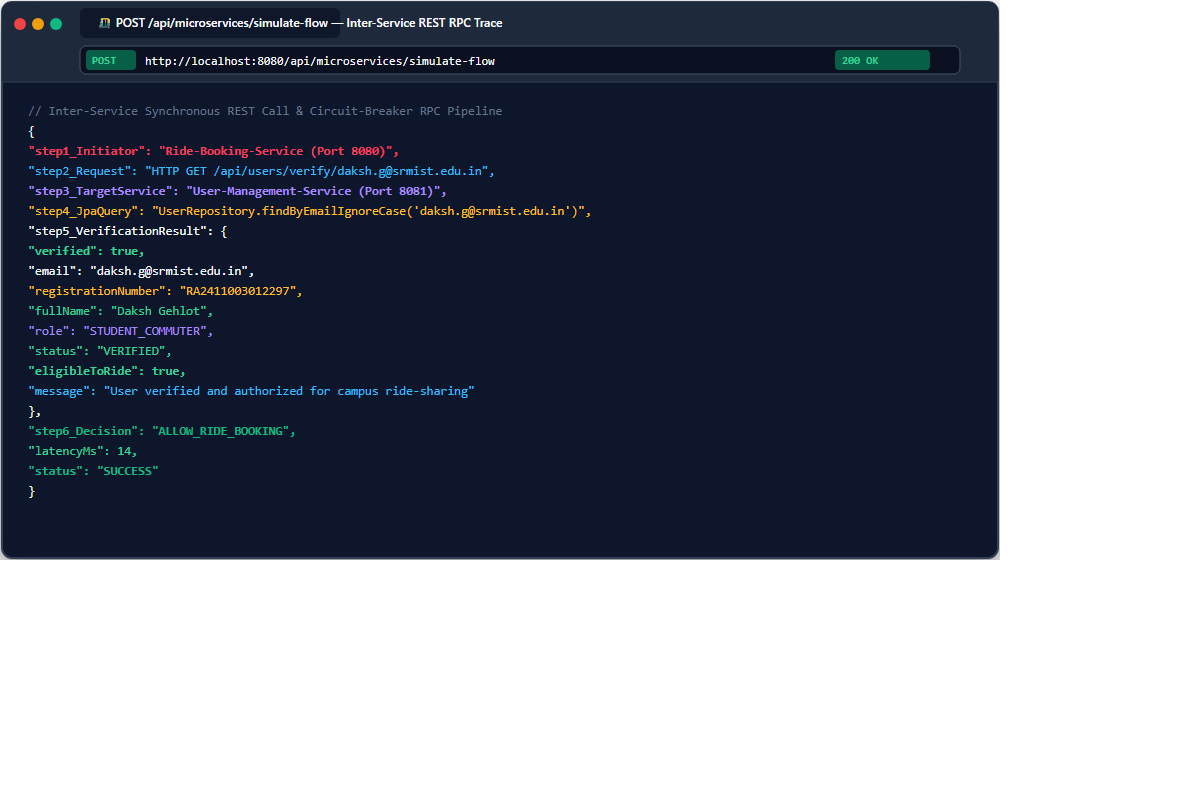 POST /api/microservices/simulate-flow — Inter-Service REST RPC Trace
POST http://localhost:8080/api/microservices/simulate-flow 200 OK
// Inter-Service Synchronous REST Call & Circuit-Breaker RPC Pipeline
{
"step1_Initiator": "Ride-Booking-Service (Port 8080)",
"step2_Request": "HTTP GET /api/users/verify/daksh.g@srmist.edu.in",
"step3_TargetService": "User-Management-Service (Port 8081)",
"step4_JpaQuery": "UserRepository.findByEmailIgnoreCase('daksh.g@srmist.edu.in')",
"step5_VerificationResult": {
"verified": true,
"email": "daksh.g@srmist.edu.in",
"registrationNumber": "RA2411003012297",
"fullName": "Daksh Gehlot",
"role": "STUDENT_COMMUTER",
"status": "VERIFIED",
"eligibleToRide": true,
"message": "User verified and authorized for campus ride-sharing"
},
"step6_Decision": "ALLOW_RIDE_BOOKING",
"latencyMs": 14,
"status": "SUCCESS"
}